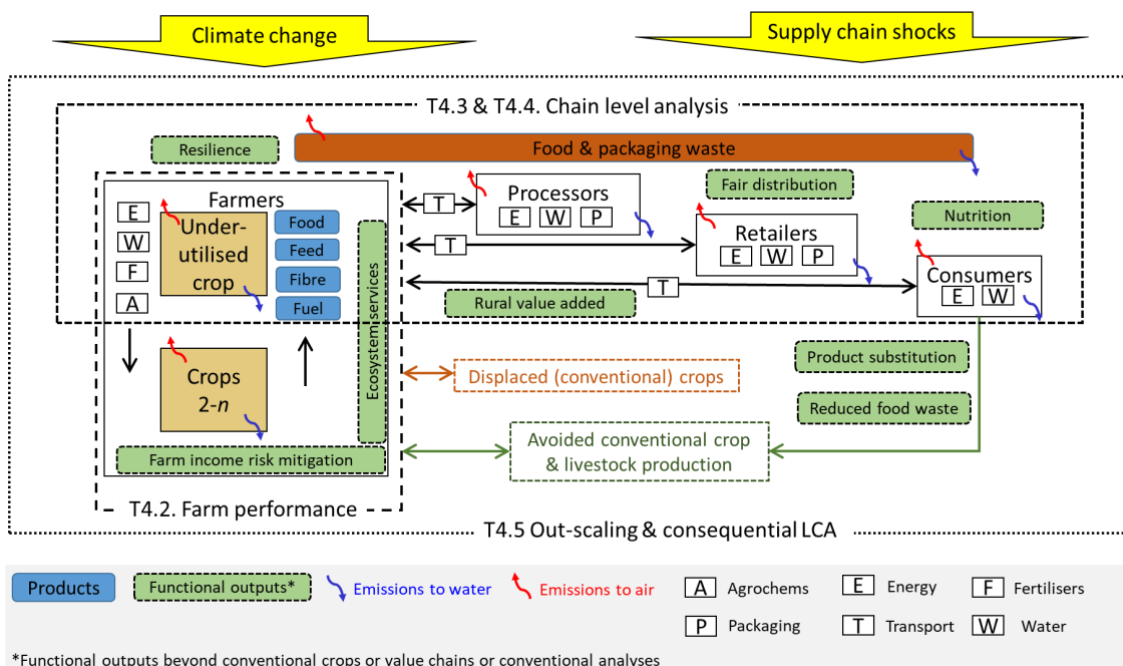 Climate change
Supply chain shocks
T4.3 & T4.4. Chain level analysis
Resilience
Food & packaging waste
Farmers
E
W
F
A
Under-
utilised
crop
Food
Feed
Fibre
Fuel
Ecosystem services
T
Processors
E W P
Fair distribution
T
Retailers
E W P
Nutrition
T
Consumers
E W
Rural value added
Crops
2-n
Displaced (conventional) crops
Product substitution
Reduced food waste
Avoided conventional crop
& livestock production
Farm income risk mitigation
T4.2. Farm performance
T4.5 Out-scaling & consequential LCA
Products
Functional outputs*
Emissions to water
Emissions to air
A Agrochems
E Energy
F Fertilisers
P Packaging
T Transport
W Water
*Functional outputs beyond conventional crops or value chains or conventional analyses